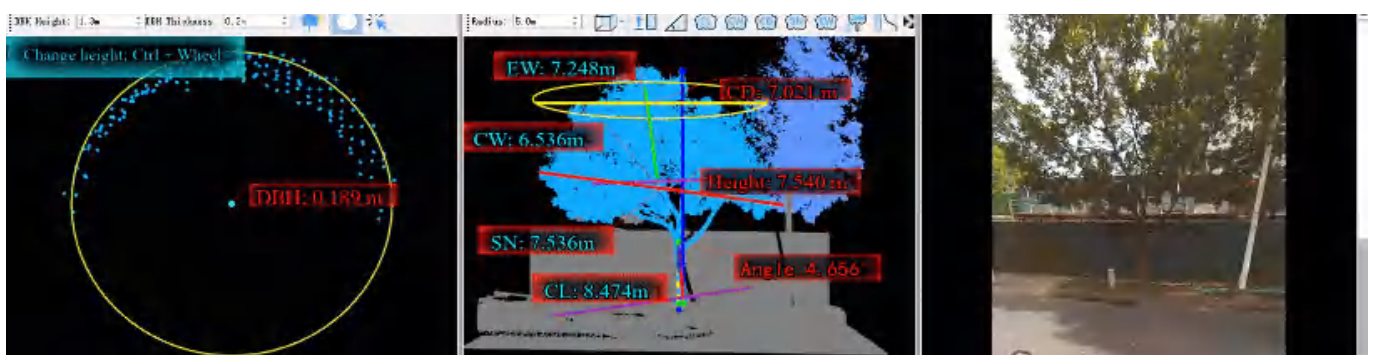 DBH Height: 1.3m
DBH Thickness: 0.2m
Radius: 5.0m
Change height: Ctrl + Wheel
DBH: 0.189 m
EW: 7.248m
CD: 7.021 m
CW: 6.536m
Height: 7.540 m
SN: 7.536m
Angle 4.656°
CL: 8.474m